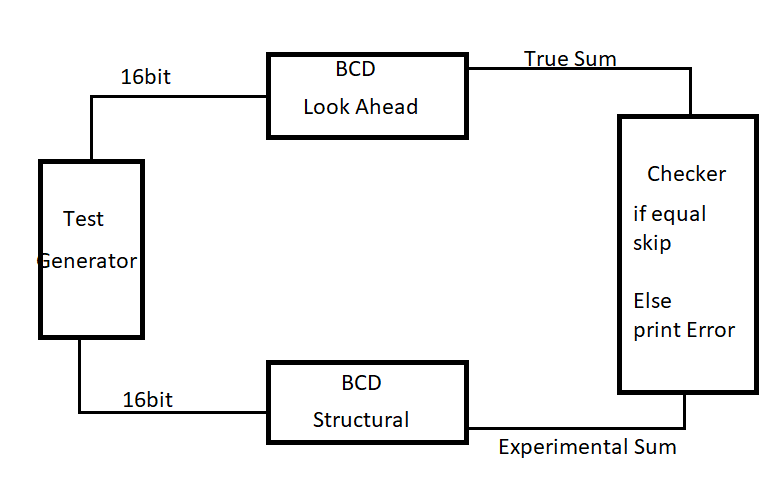 16bit
BCD
Look Ahead
True Sum
Test
Generator
Checker
if equal
skip
Else
print Error
16bit
BCD
Structural
Experimental Sum